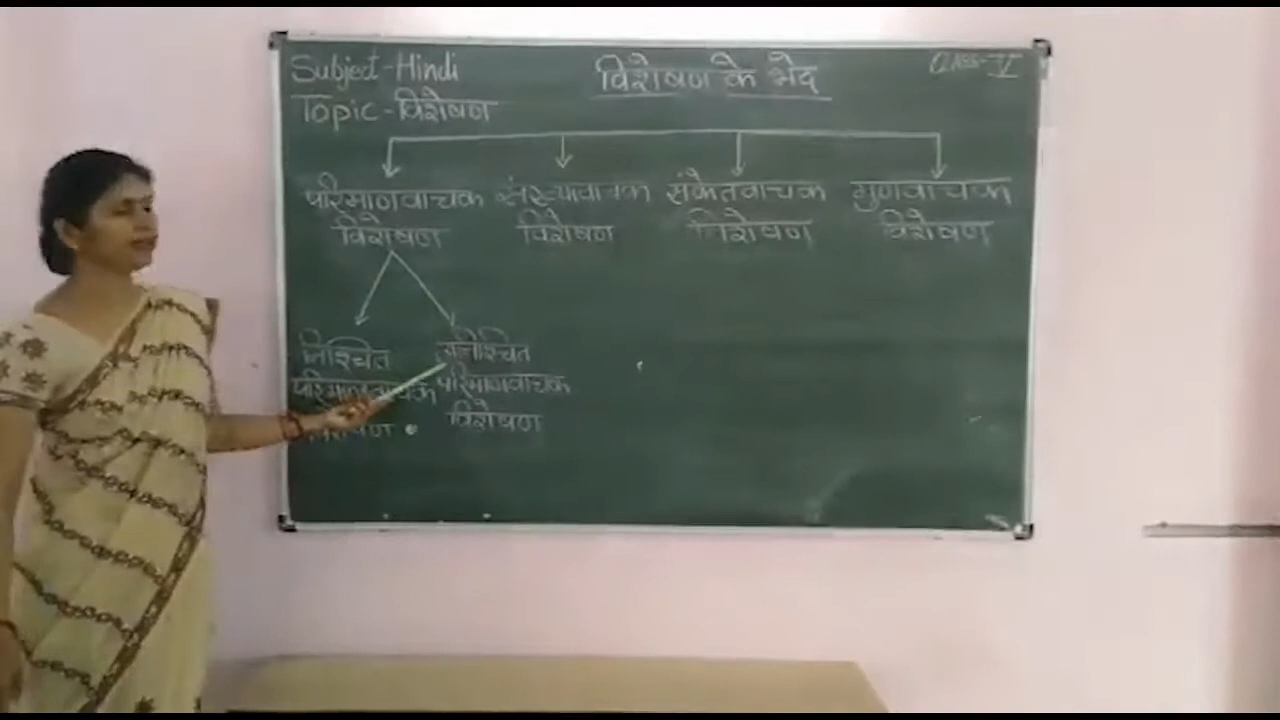 Subject-Hindi
विशेषण के भेद
Class-V
Topic-विशेषण
परिमाणवाचक संख्यावाचक संकेतवाचक गुणवाचक
विशेषण विशेषण विशेषण विशेषण
निश्चित अनिश्चित
परिमाणवाचक परिमाणवाचक
विशेषण विशेषण